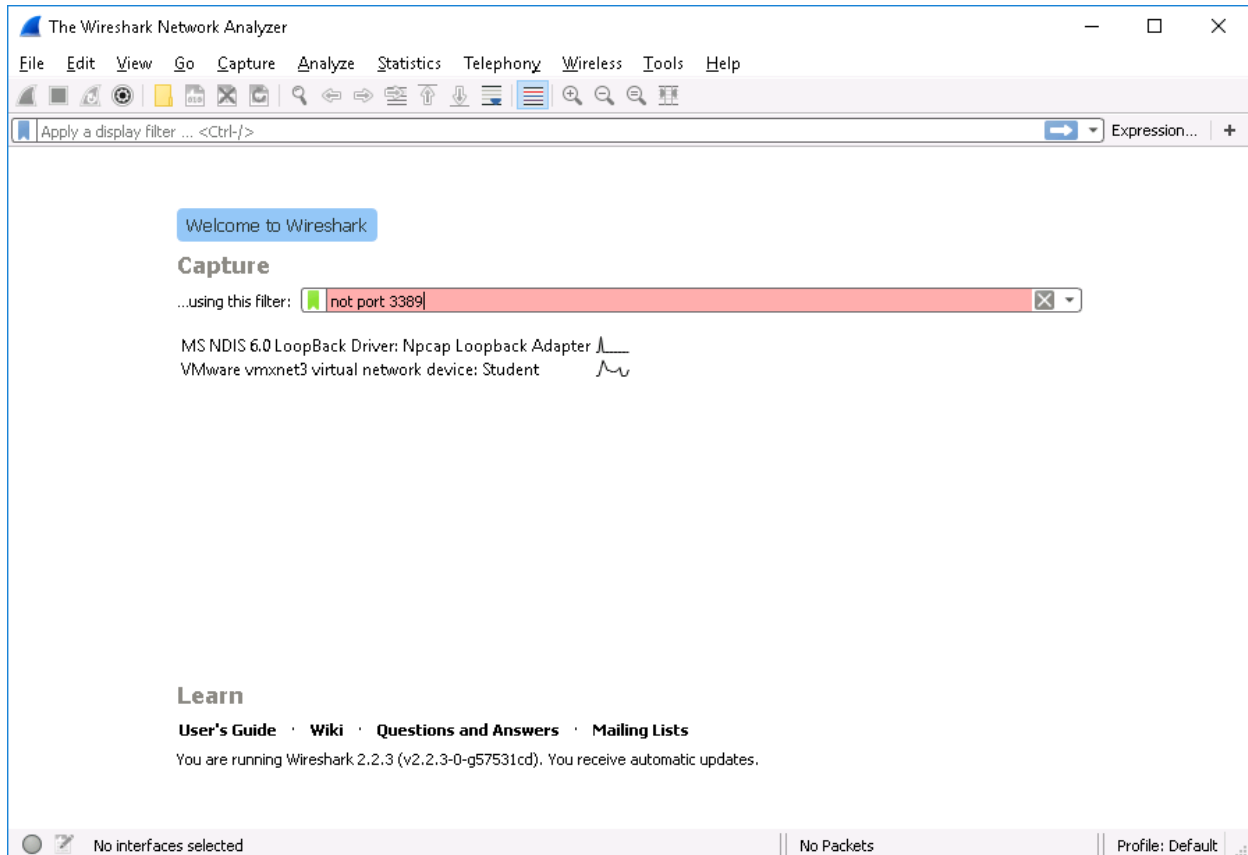 The Wireshark Network Analyzer
File Edit View Go Capture Analyze Statistics Telephony Wireless Tools Help
Apply a display filter ... <Ctrl-/> Expression... +
Welcome to Wireshark
Capture
...using this filter: not port 3389
MS NDIS 6.0 LoopBack Driver: Npcap Loopback Adapter
VMware vmxnet3 virtual network device: Student
Learn
User's Guide · Wiki · Questions and Answers · Mailing Lists
You are running Wireshark 2.2.3 (v2.2.3-0-g57531cd). You receive automatic updates.
No interfaces selected No Packets Profile: Default